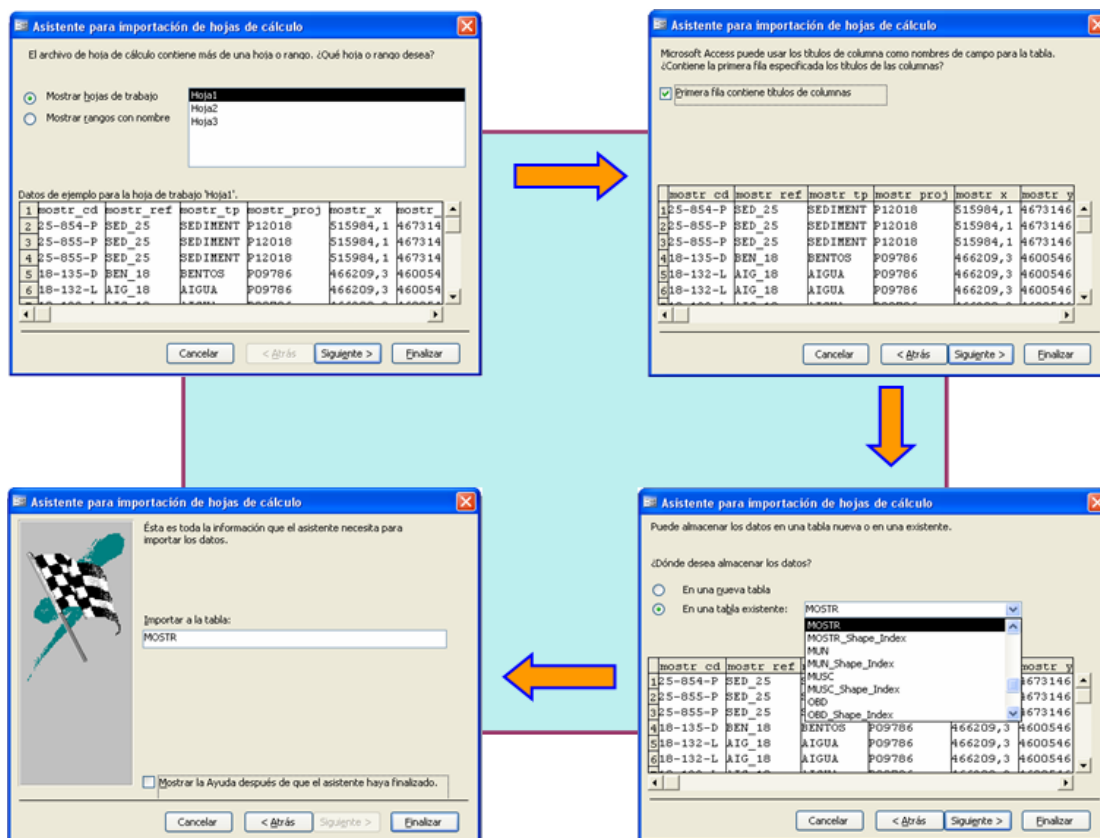 Asistente para importación de hojas de cálculo
El archivo de hoja de cálculo contiene más de una hoja o rango. ¿Qué hoja o rango desea?
Mostrar hojas de trabajo
Mostrar rangos con nombre
Hoja1
Hoja2
Hoja3
Datos de ejemplo para la hoja de trabajo 'Hoja1'.
1 mostr_cd mostr_ref mostr_tp mostr_proj mostr_x mostr_
2 25-854-P SED_25 SEDIMENT P12018 515984,1 467314
3 25-855-P SED_25 SEDIMENT P12018 515984,1 467314
4 25-855-P SED_25 SEDIMENT P12018 515984,1 467314
5 18-135-D BEN_18 BENTOS P09786 466209,3 460054
6 18-132-L AIG_18 AIGUA P09786 466209,3 460054
Cancelar < Atrás Siguiente > Finalizar
Asistente para importación de hojas de cálculo
Microsoft Access puede usar los títulos de columna como nombres de campo para la tabla.
¿Contiene la primera fila especificada los títulos de las columnas?
Primera fila contiene títulos de columnas
mostr cd mostr ref mostr tp mostr proj mostr x mostr y
1 25-854-P SED_25 SEDIMENT P12018 515984,1 4673146
2 25-855-P SED_25 SEDIMENT P12018 515984,1 4673146
3 25-855-P SED_25 SEDIMENT P12018 515984,1 4673146
4 18-135-D BEN_18 BENTOS P09786 466209,3 4600546
5 18-132-L AIG_18 AIGUA P09786 466209,3 4600546
6 18-132-L AIG_18 AIGUA P09786 466209,3 4600546
Cancelar < Atrás Siguiente > Finalizar
Asistente para importación de hojas de cálculo
Puede almacenar los datos en una tabla nueva o en una existente.
¿Dónde desea almacenar los datos?
En una nueva tabla
En una tabla existente: MOSTR
MOSTR
MOSTR_Shape_Index
MUN
MUN_Shape_Index
MUSC
MUSC_Shape_Index
OBD
OBD_Shape_Index
mostr cd mostr ref mostr y
1 25-854-P SED_25 4673146
2 25-855-P SED_25 4673146
3 25-855-P SED_25 4673146
4 18-135-D BEN_18 BENTOS P09786 466209,3 4600546
5 18-132-L AIG_18 AIGUA P09786 466209,3 4600546
6 18-132-L AIG_18 AIGUA P09786 466209,3 4600546
Cancelar < Atrás Siguiente > Finalizar
Asistente para importación de hojas de cálculo
Ésta es toda la información que el asistente necesita para
importar los datos.
Importar a la tabla:
MOSTR
Mostrar la Ayuda después de que el asistente haya finalizado.
Cancelar < Atrás Siguiente > Finalizar